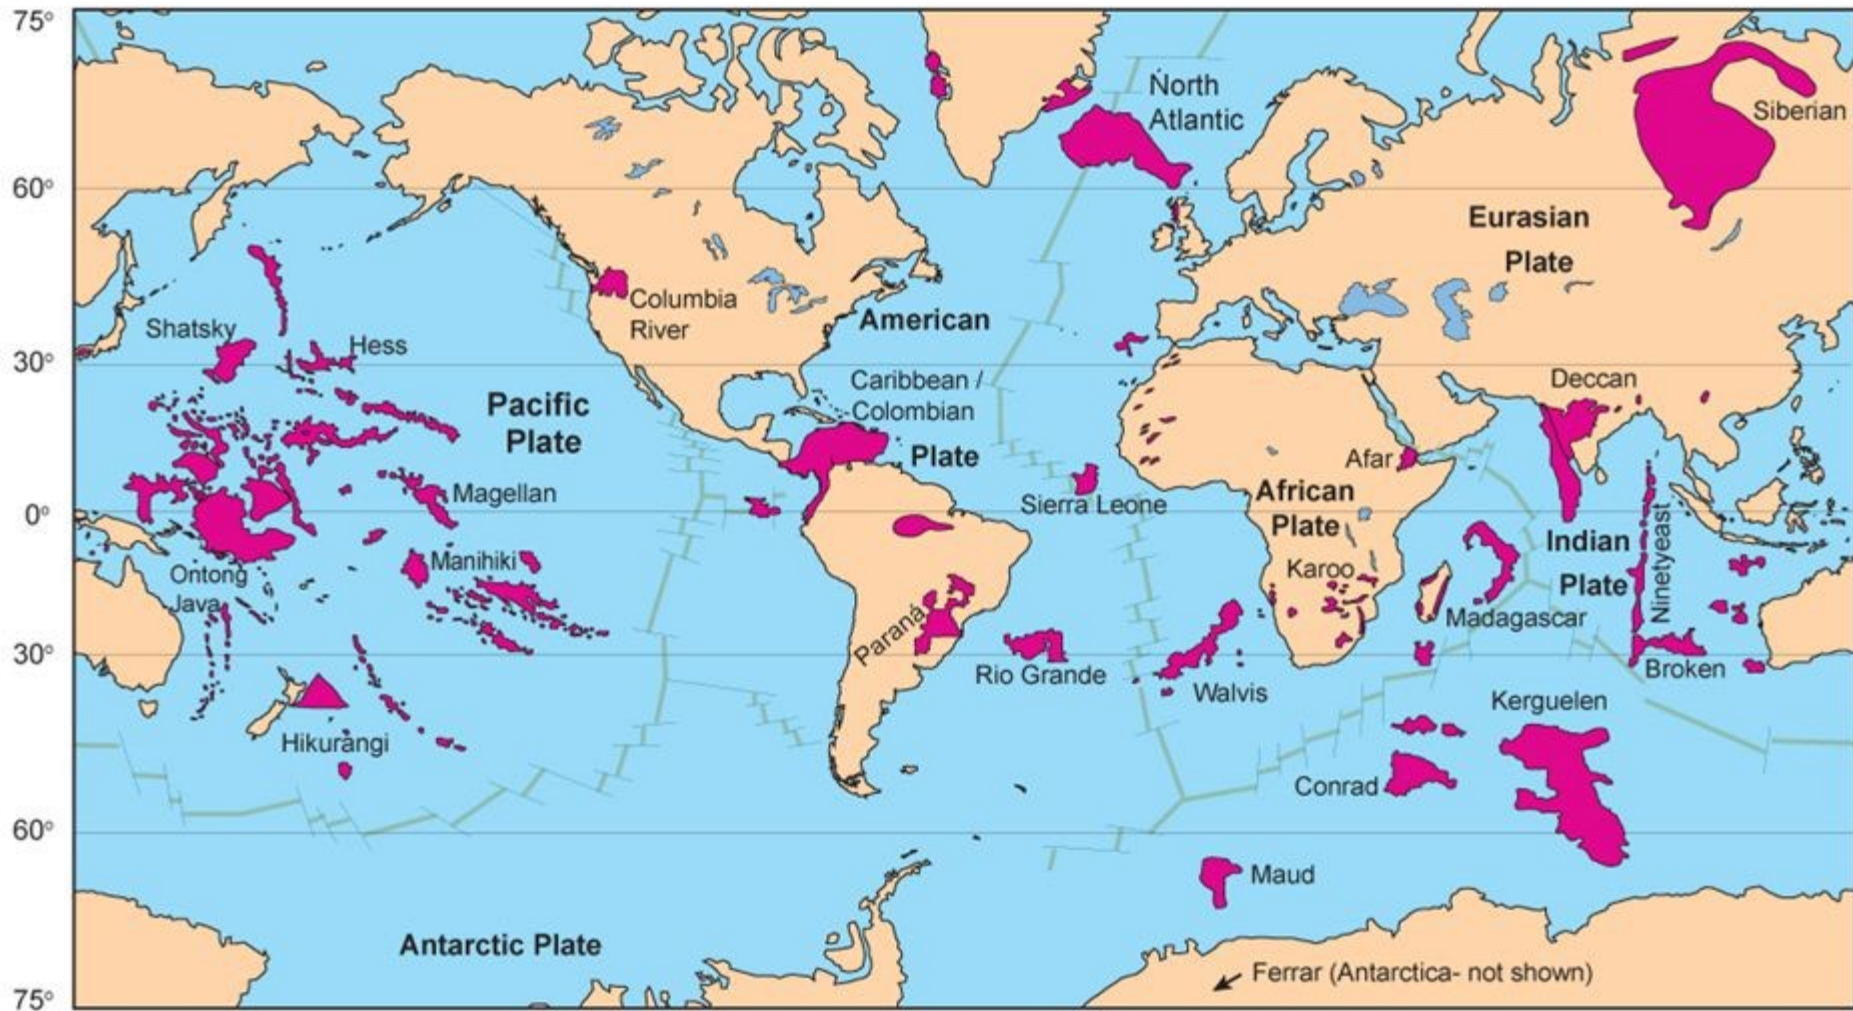 75°
60°
30°
0°
30°
60°
75°
North
Atlantic
Siberian
Eurasian
Plate
Columbia
River
American
Shatsky
Hess
Caribbean /
Colombian
Deccan
Pacific
Plate
Plate
Afar
Magellan
Sierra Leone
African
Plate
Indian
Plate
Ninetyeast
Manihiki
Karoo
Ontong
Java
Madagascar
Paraná
Rio Grande
Walvis
Broken
Kerguelen
Hikurangi
Conrad
Maud
Antarctic Plate
Ferrar (Antarctica- not shown)